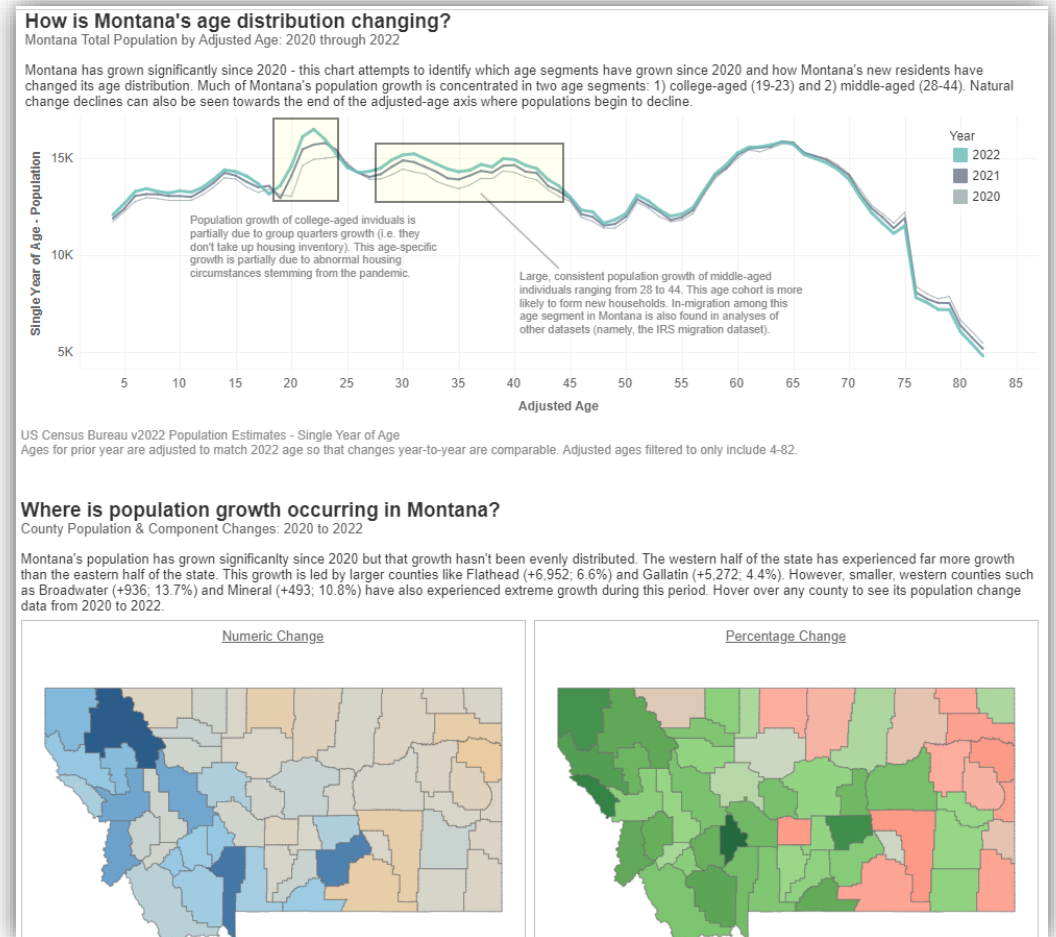 How is Montana's age distribution changing?
Montana Total Population by Adjusted Age: 2020 through 2022
Montana has grown significantly since 2020 - this chart attempts to identify which age segments have grown since 2020 and how Montana's new residents have
changed its age distribution. Much of Montana's population growth is concentrated in two age segments: 1) college-aged (19-23) and 2) middle-aged (28-44). Natural
change declines can also be seen towards the end of the adjusted-age axis where populations begin to decline.
Year
2022
2021
2020
15K
10K
5K
Single Year of Age - Population
Population growth of college-aged inviduals is
partially due to group quarters growth (i.e. they
don't take up housing inventory). This age-specific
growth is partially due to abnormal housing
circumstances stemming from the pandemic.
Large, consistent population growth of middle-aged
individuals ranging from 28 to 44. This age cohort is more
likely to form new households. In-migration among this
age segment in Montana is also found in analyses of
other datasets (namely, the IRS migration dataset).
5 10 15 20 25 30 35 40 45 50 55 60 65 70 75 80 85
Adjusted Age
US Census Bureau v2022 Population Estimates - Single Year of Age
Ages for prior year are adjusted to match 2022 age so that changes year-to-year are comparable. Adjusted ages filtered to only include 4-82.
Where is population growth occurring in Montana?
County Population & Component Changes: 2020 to 2022
Montana's population has grown significanlty since 2020 but that growth hasn't been evenly distributed. The western half of the state has experienced far more growth
than the eastern half of the state. This growth is led by larger counties like Flathead (+6,952; 6.6%) and Gallatin (+5,272; 4.4%). However, smaller, western counties such
as Broadwater (+936; 13.7%) and Mineral (+493; 10.8%) have also experienced extreme growth during this period. Hover over any county to see its population change
data from 2020 to 2022.
Numeric Change
Percentage Change